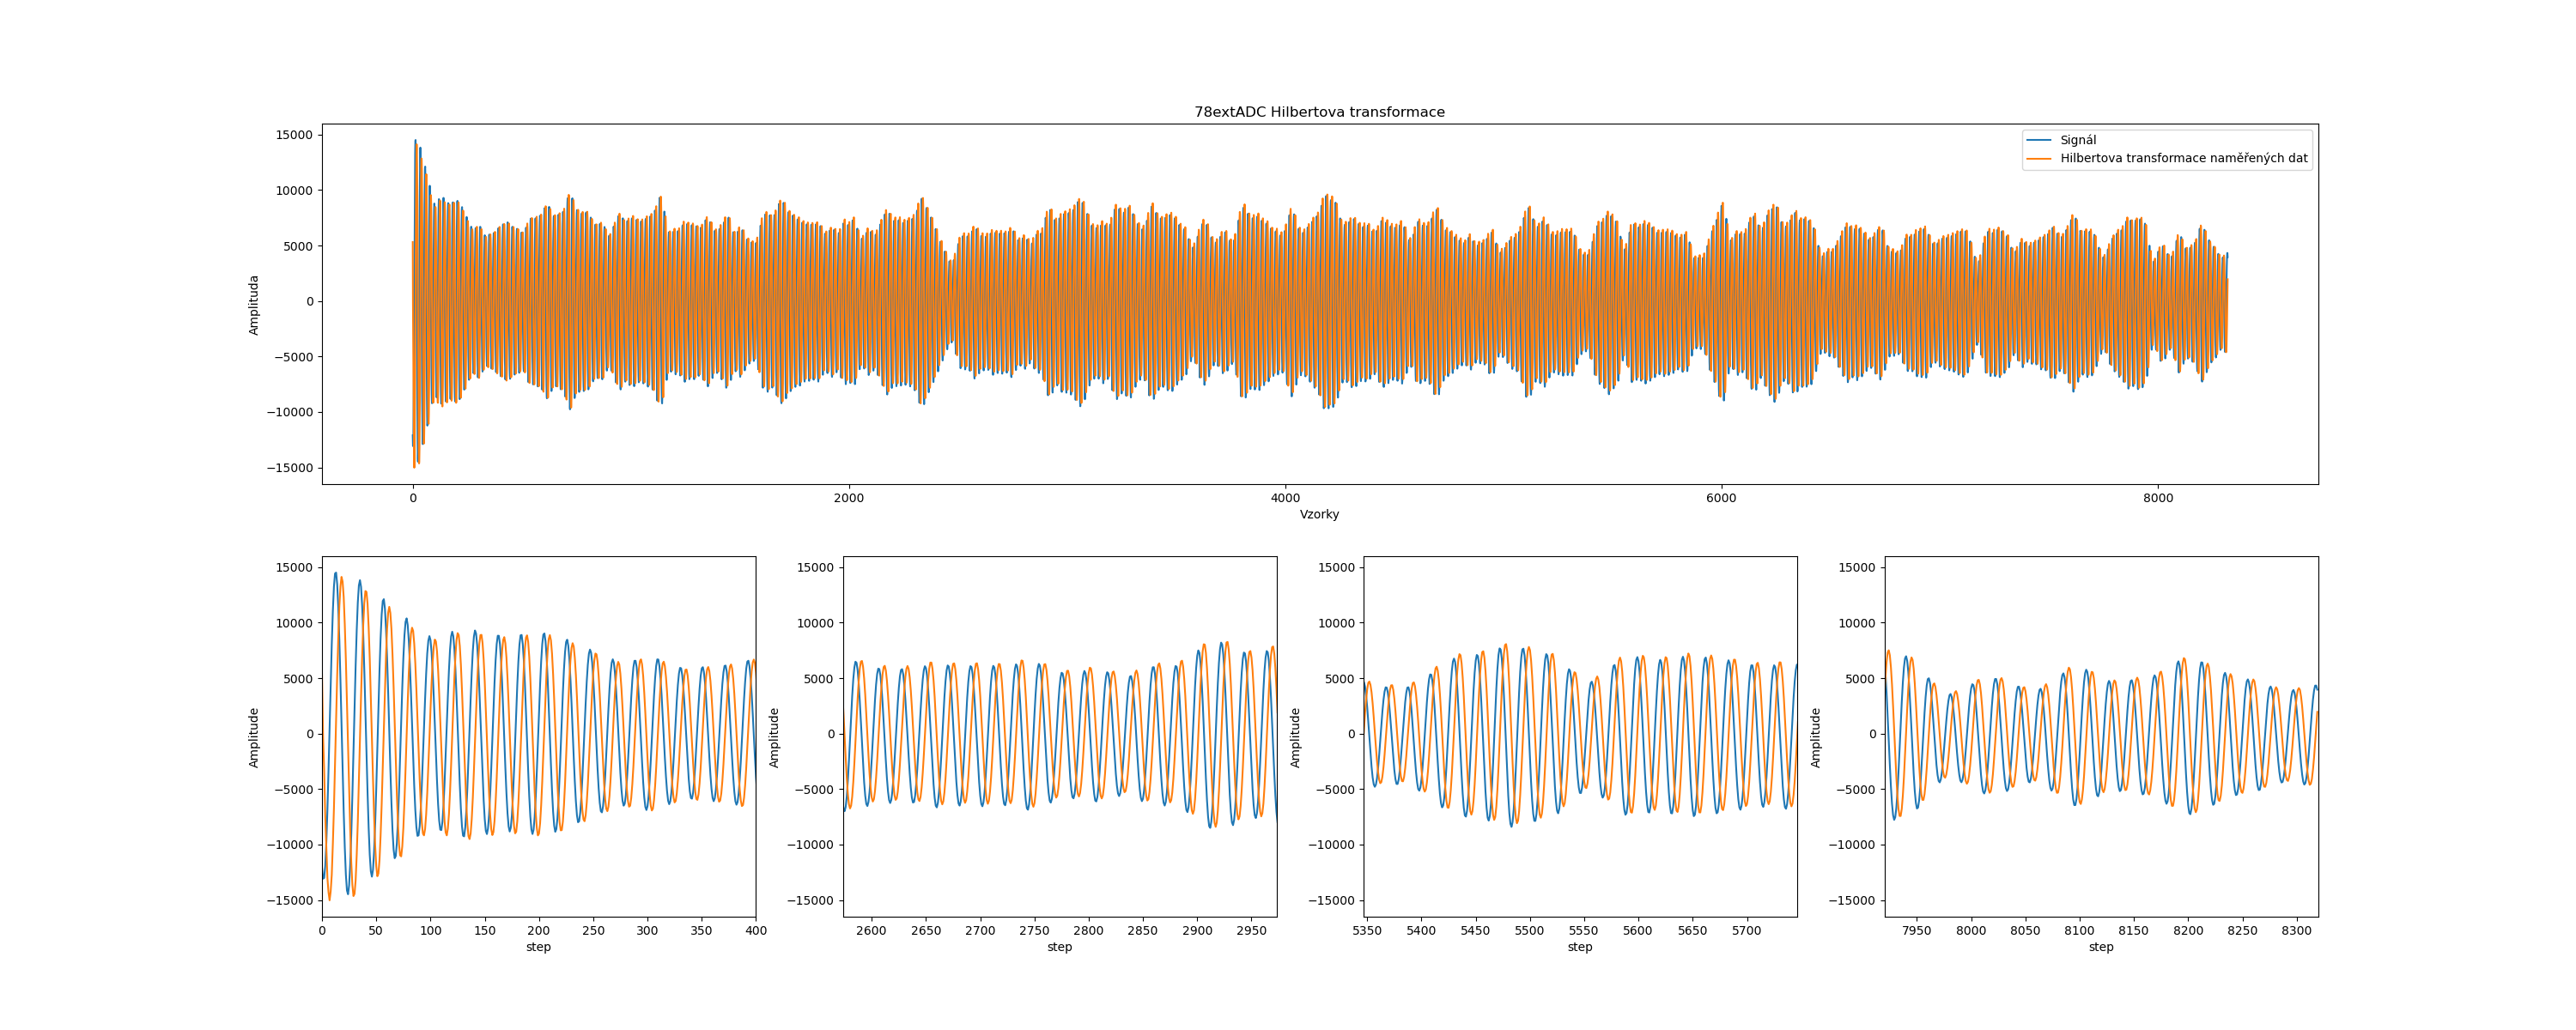 78extADC Hilbertova transformace
15000
10000
5000
0
−5000
−10000
−15000
Amplituda
Signál
Hilbertova transformace naměřených dat
0 2000 4000 6000 8000
Vzorky
15000
10000
5000
0
−5000
−10000
−15000
Amplitude
0 50 100 150 200 250 300 350 400
step
15000
10000
5000
0
−5000
−10000
−15000
Amplitude
2600 2650 2700 2750 2800 2850 2900 2950
step
15000
10000
5000
0
−5000
−10000
−15000
Amplitude
5350 5400 5450 5500 5550 5600 5650 5700
step
15000
10000
5000
0
−5000
−10000
−15000
Amplitude
7950 8000 8050 8100 8150 8200 8250 8300
step